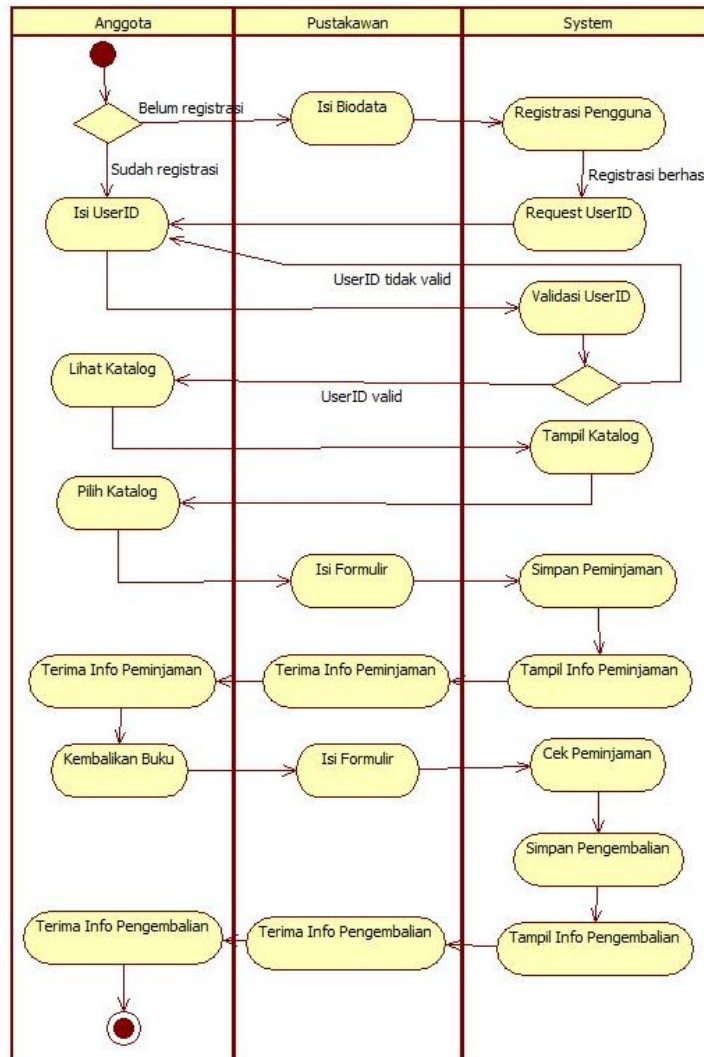 Anggota
Pustakawan
System
Belum registrasi
Isi Biodata
Registrasi Pengguna
Sudah registrasi
Registrasi berhas
Isi UserID
Request UserID
UserID tidak valid
Validasi UserID
Lihat Katalog
UserID valid
Tampil Katalog
Pilih Katalog
Isi Formulir
Simpan Peminjaman
Terima Info Peminjaman
Terima Info Peminjaman
Tampil Info Peminjaman
Kembalikan Buku
Isi Formulir
Cek Peminjaman
Simpan Pengembalian
Terima Info Pengembalian
Terima Info Pengembalian
Tampil Info Pengembalian